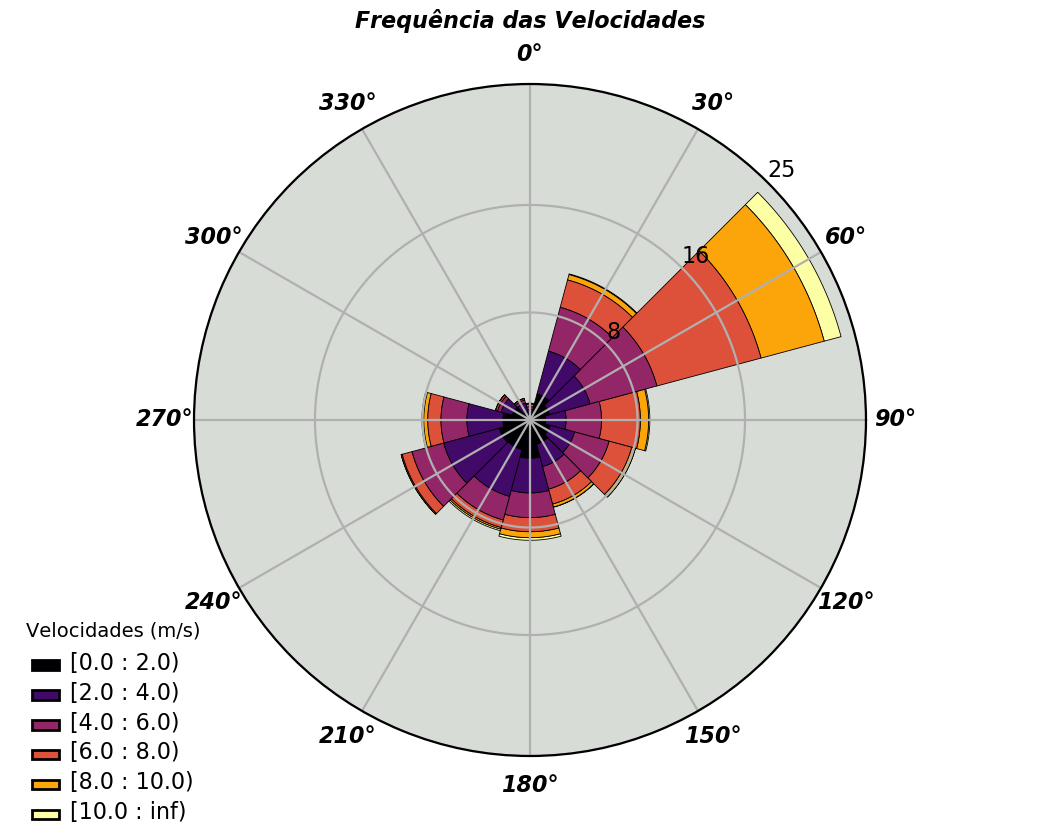 Frequência das Velocidades
0°
330°
30°
25
300°
60°
16
8
270°
90°
240°
120°
210°
150°
180°
Velocidades (m/s)
[0.0 : 2.0)
[2.0 : 4.0)
[4.0 : 6.0)
[6.0 : 8.0)
[8.0 : 10.0)
[10.0 : inf)